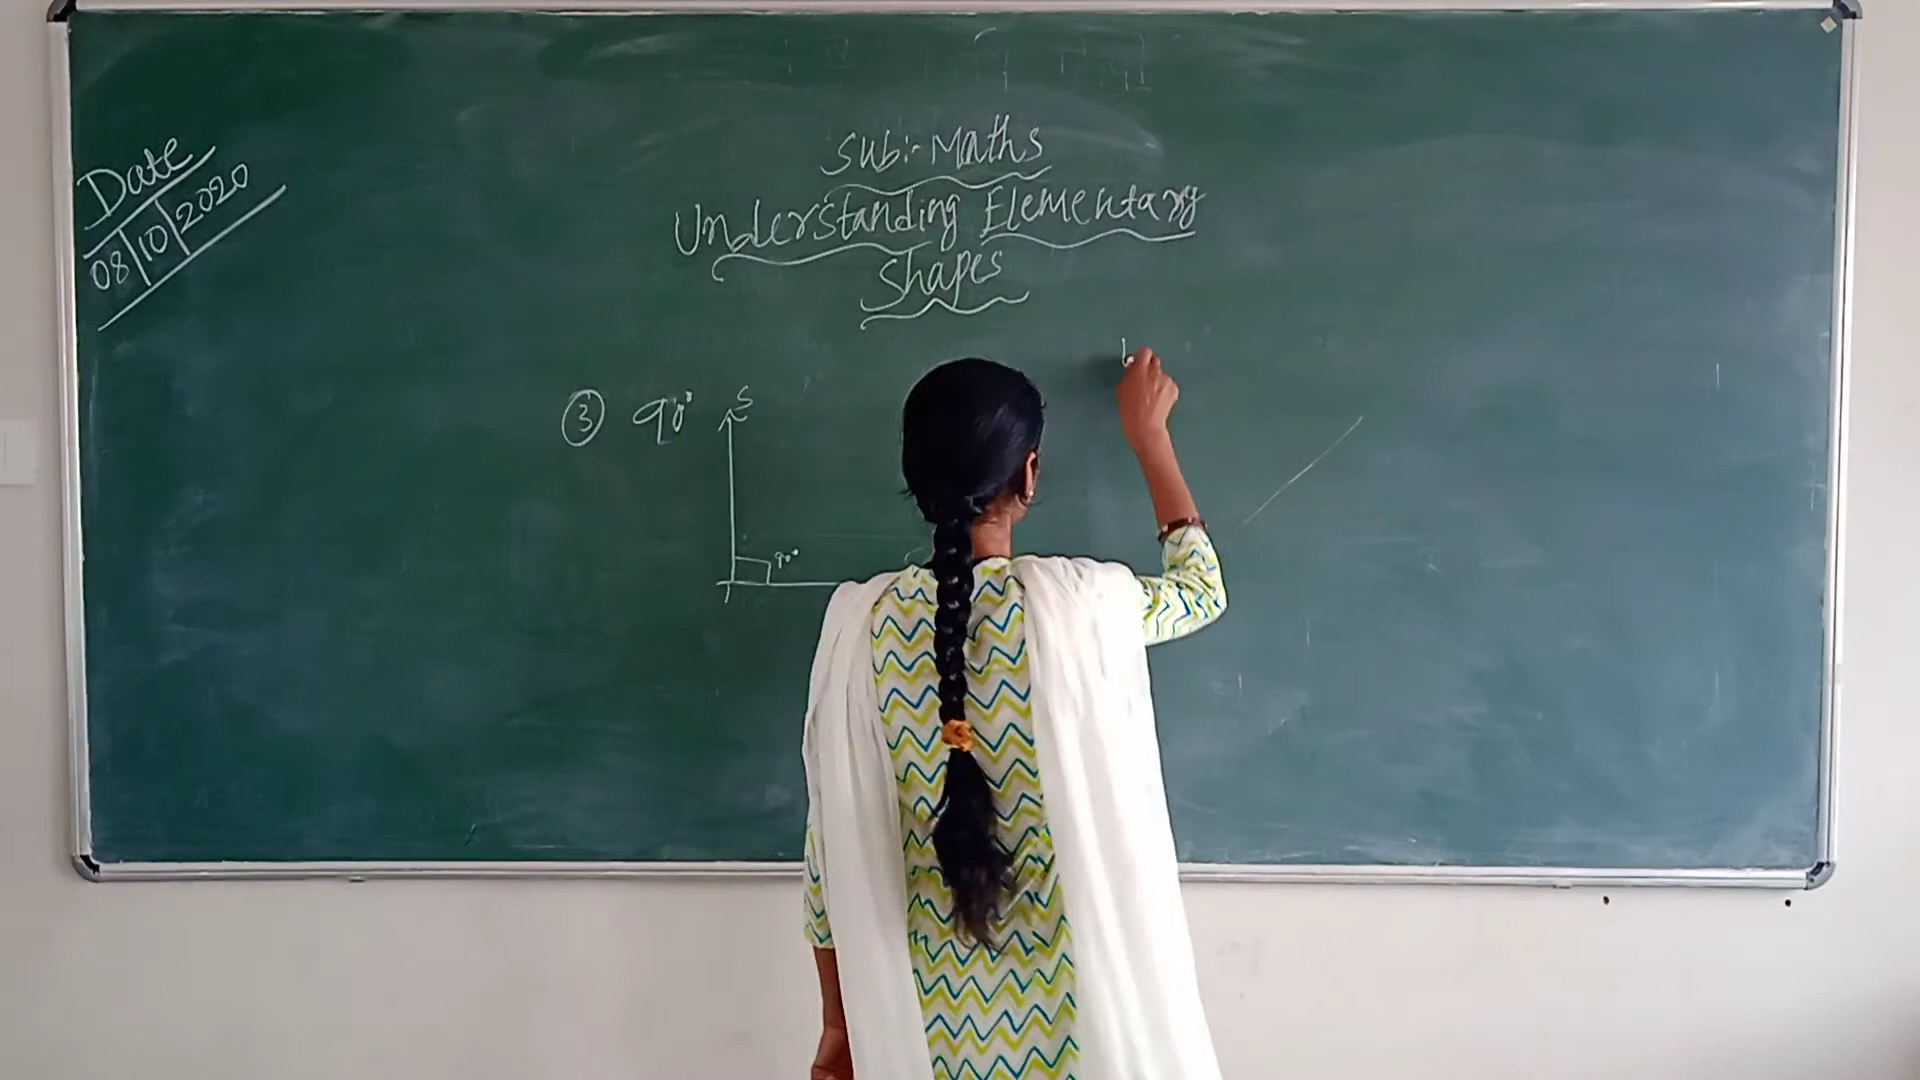 Date
08|10|2020
Sub:- Maths
Understanding Elementary
Shapes
③ 90°
90°